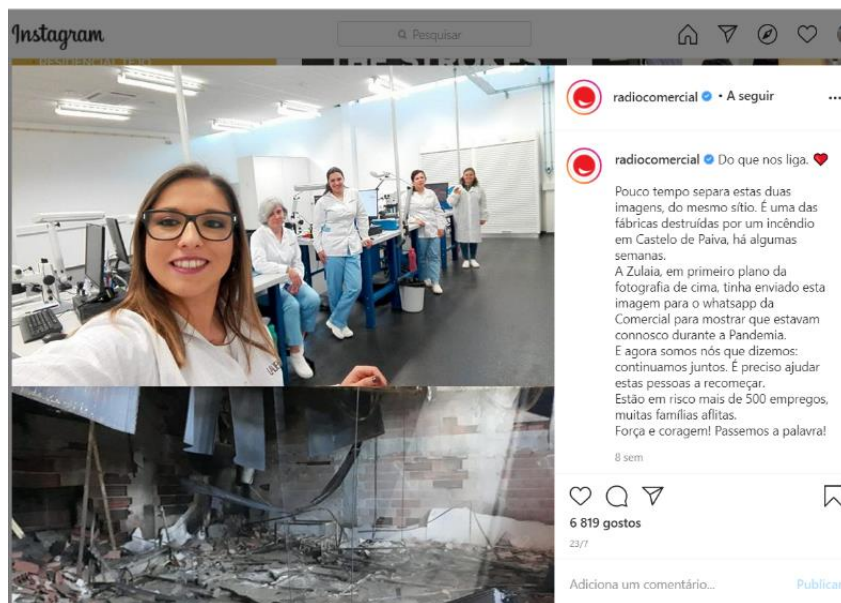 Instagram
Pesquisar
RESIDENCIAL TEJO
THE STROKES
radiocomercial • A seguir
...
radiocomercial Do que nos liga. ❤️
Pouco tempo separa estas duas
imagens, do mesmo sítio. É uma das
fábricas destruídas por um incêndio
em Castelo de Paiva, há algumas
semanas.
A Zulaia, em primeiro plano da
fotografia de cima, tinha enviado esta
imagem para o whatsapp da
Comercial para mostrar que estavam
connosco durante a Pandemia.
E agora somos nós que dizemos:
continuamos juntos. É preciso ajudar
estas pessoas a recomeçar.
Estão em risco mais de 500 empregos,
muitas famílias aflitas.
Força e coragem! Passemos a palavra!
8 sem
6 819 gostos
23/7
Adiciona um comentário...
Publicar